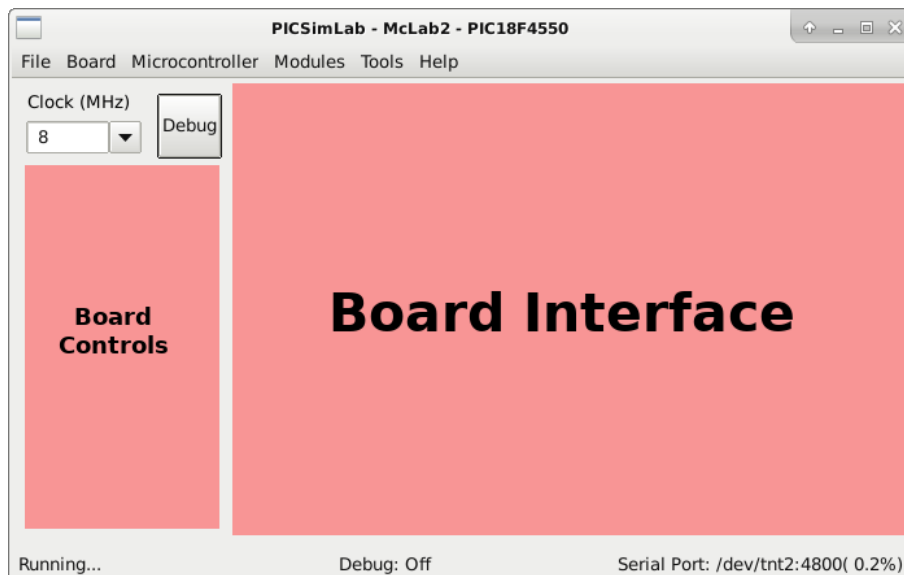 PICSimLab - McLab2 - PIC18F4550
File Board Microcontroller Modules Tools Help
Clock (MHz)
8
Debug
Board
Controls
Board Interface
Running...
Debug: Off
Serial Port: /dev/tnt2:4800( 0.2%)